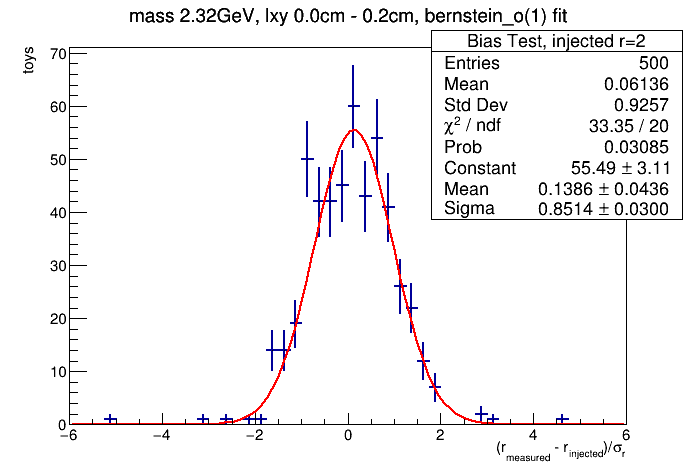 mass 2.32GeV, lxy 0.0cm - 0.2cm, bernstein_o(1) fit
Bias Test, injected r=2
Entries 500
Mean 0.06136
Std Dev 0.9257
χ² / ndf 33.35 / 20
Prob 0.03085
Constant 55.49 ± 3.11
Mean 0.1386 ± 0.0436
Sigma 0.8514 ± 0.0300
toys
70
60
50
40
30
20
10
0
−6 −4 −2 0 2 4 6
(r_measured - r_injected)/σ_r